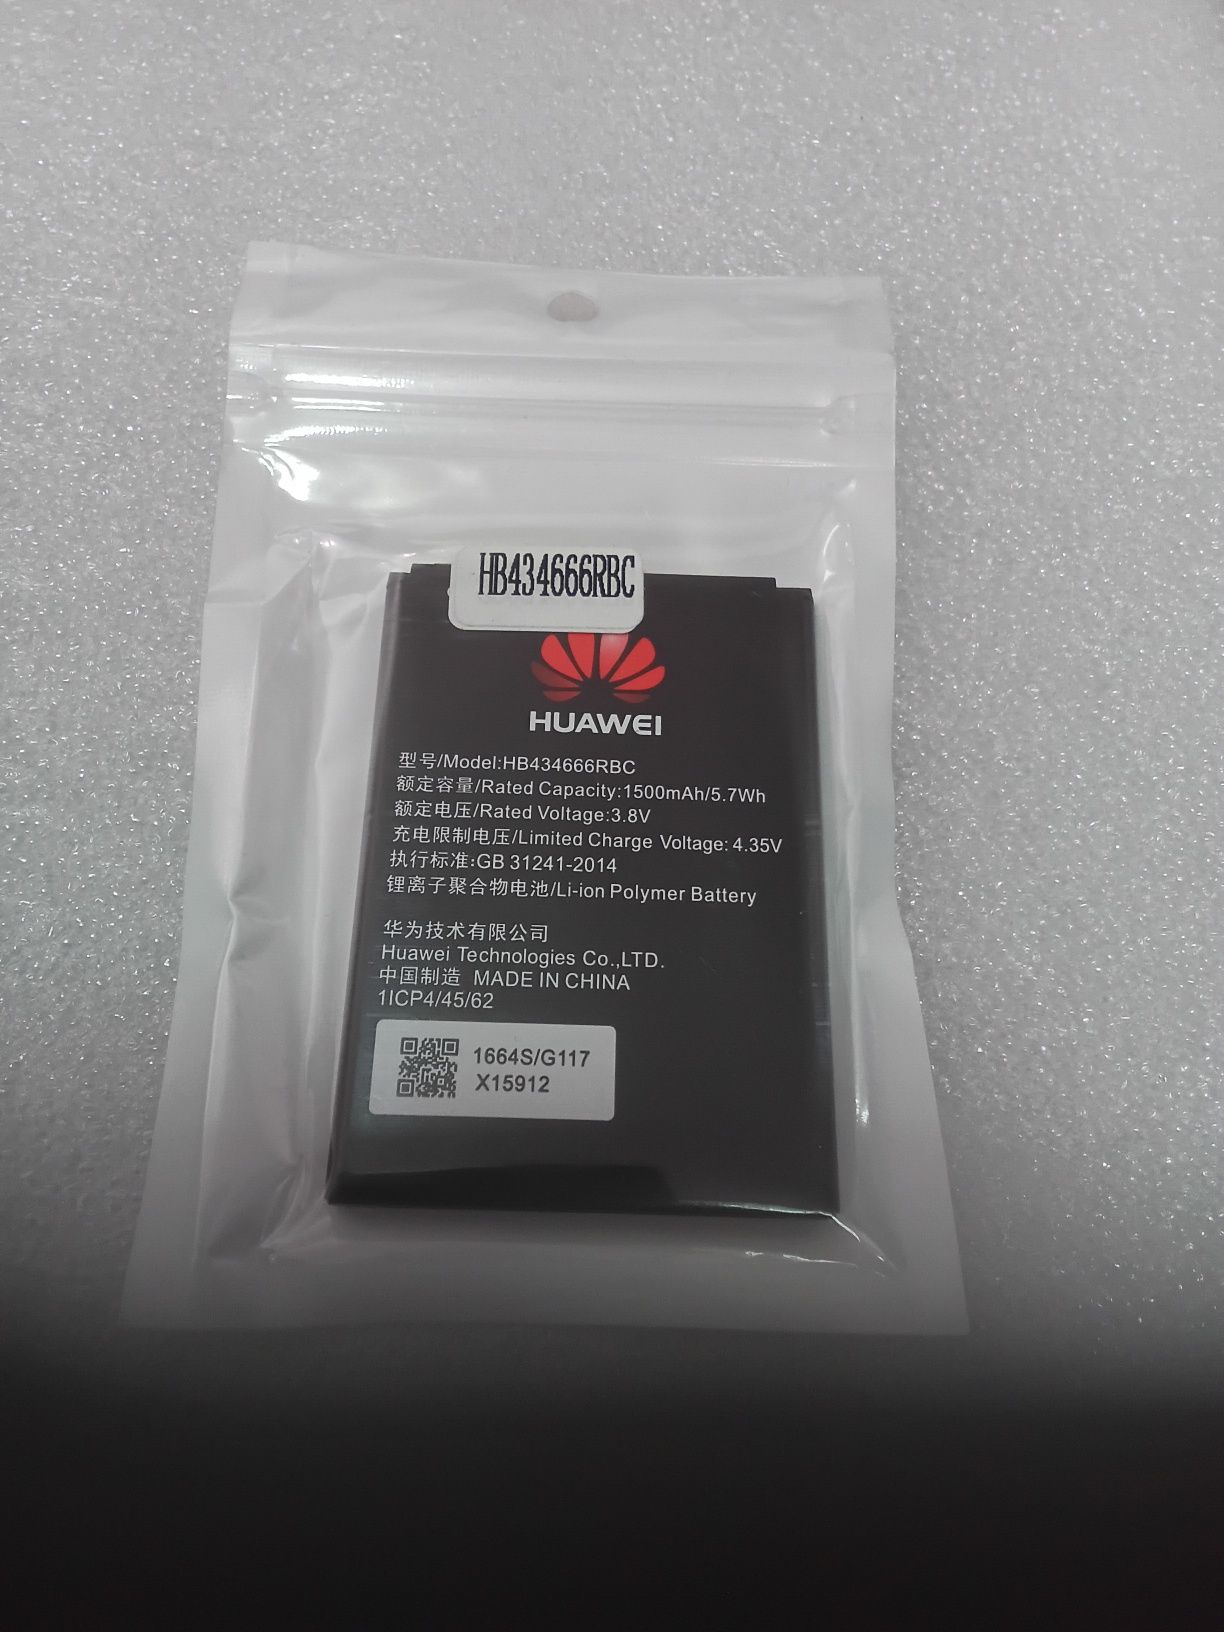 HB434666RBC
HUAWEI
型号/Model:HB434666RBC
额定容量/Rated Capacity:1500mAh/5.7Wh
额定电压/Rated Voltage:3.8V
充电限制电压/Limited Charge Voltage: 4.35V
执行标准:GB 31241-2014
锂离子聚合物电池/Li-ion Polymer Battery
华为技术有限公司
Huawei Technologies Co.,LTD.
中国制造 MADE IN CHINA
1ICP4/45/62
1664S/G117
X15912